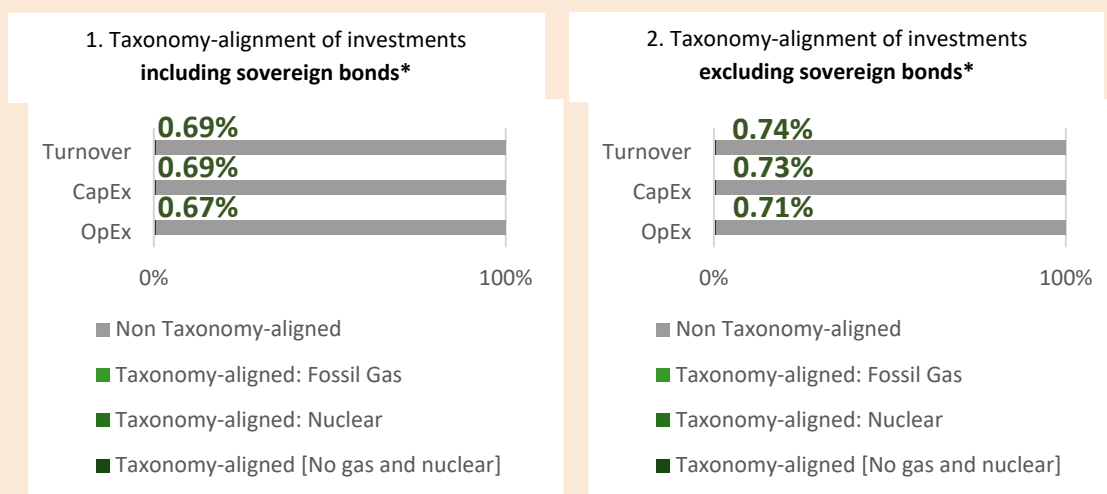 1. Taxonomy-alignment of investments
including sovereign bonds*
0.69%
Turnover
0.69%
CapEx
0.67%
OpEx
0%
100%
Non Taxonomy-aligned
Taxonomy-aligned: Fossil Gas
Taxonomy-aligned: Nuclear
Taxonomy-aligned [No gas and nuclear]
2. Taxonomy-alignment of investments
excluding sovereign bonds*
0.74%
Turnover
0.73%
CapEx
0.71%
OpEx
0%
100%
Non Taxonomy-aligned
Taxonomy-aligned: Fossil Gas
Taxonomy-aligned: Nuclear
Taxonomy-aligned [No gas and nuclear]